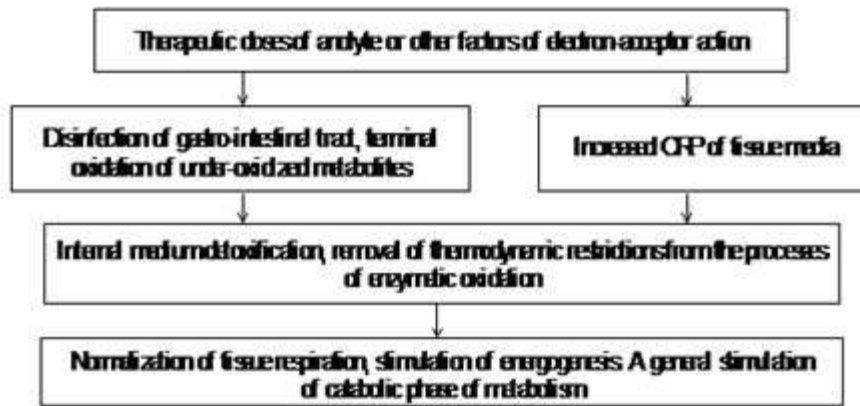 Therapeutic doses of anolyte or other factors of electron-acceptor action
Disinfection of gastro-intestinal tract, terminal
oxidation of under-oxidized metabolites
Increased ORP of tissue media
Internal medium detoxification, removal of thermodynamic restrictions from the processes
of enzymatic oxidation
Normalization of tissue respiration, stimulation of energogenesis. A general stimulation
of catabolic phase of metabolism